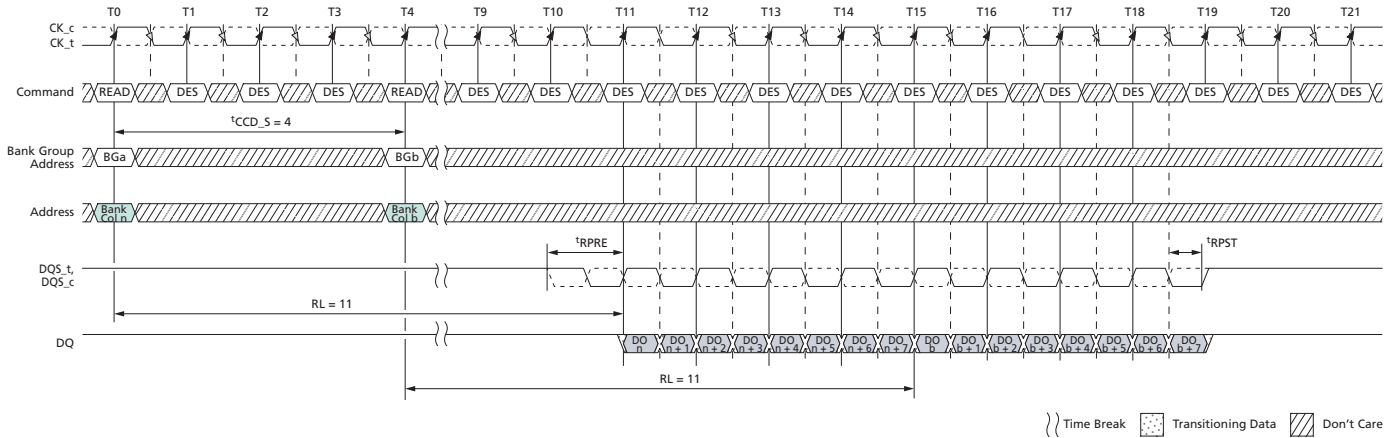 T0 T1 T2 T3 T4 T9 T10 T11 T12 T13 T14 T15 T16 T17 T18 T19 T20 T21
CK_c
CK_t
Command READ DES DES DES READ DES DES DES DES DES DES DES DES DES DES DES DES DES
tCCD_S = 4
Bank Group
Address
BGa BGb
Address
Bank
Col n
Bank
Col b
tRPRE tRPST
DQS_t,
DQS_c
RL = 11
DQ
DO
n
DO
n + 1
DO
n + 2
DO
n + 3
DO
n + 4
DO
n + 5
DO
n + 6
DO
n + 7
DO
b
DO
b + 1
DO
b + 2
DO
b + 3
DO
b + 4
DO
b + 5
DO
b + 6
DO
b + 7
RL = 11
Time Break Transitioning Data Don't Care